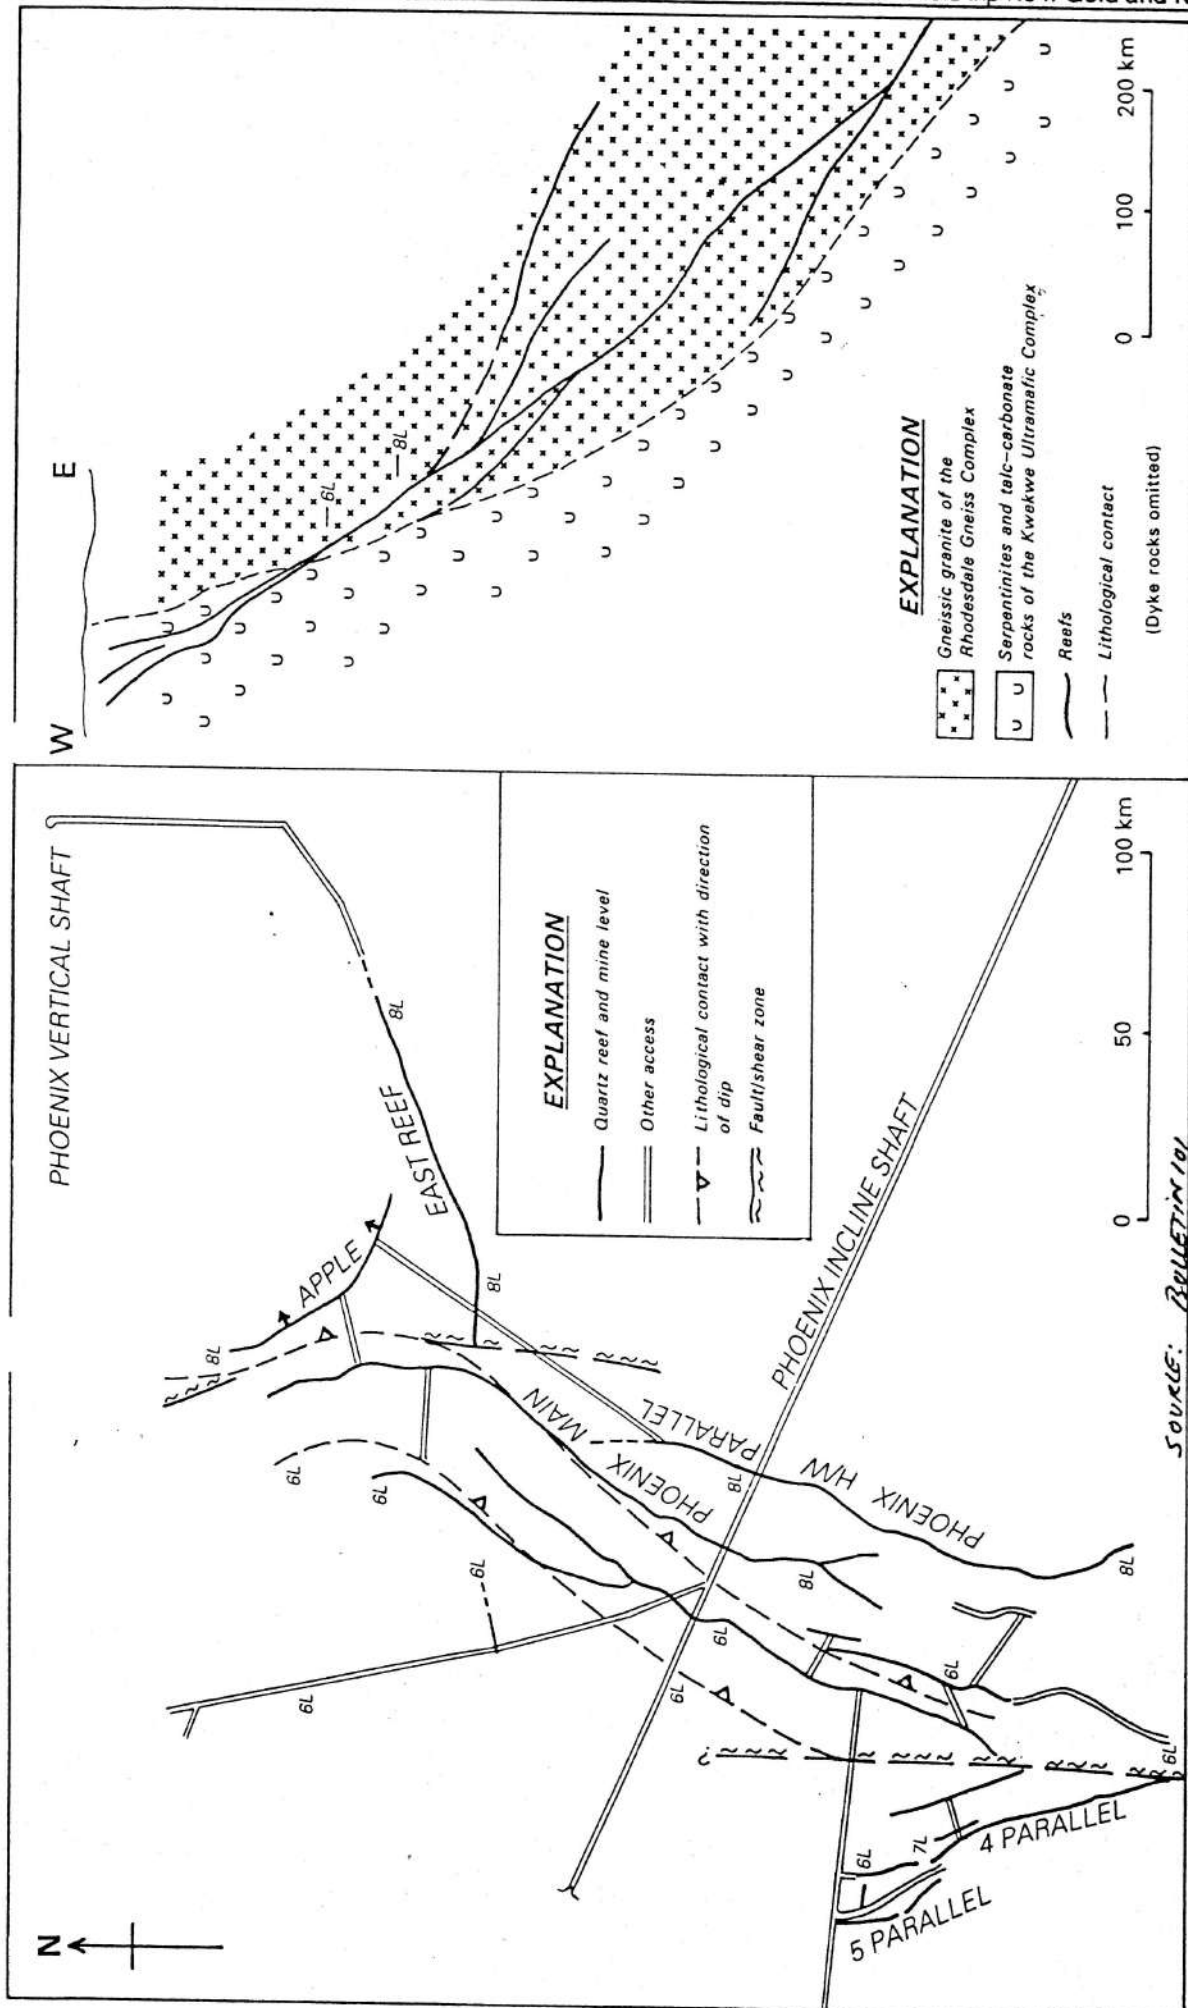 Gold and
W
E
6L
8L
EXPLANATION
Gneissic granite of the
Rhodesdale Gneiss Complex
Serpentinites and talc-carbonate
rocks of the Kwekwe Ultramafic Complex
Reefs
Lithological contact
0 100 200 km
(Dyke rocks omitted)
N
PHOENIX VERTICAL SHAFT
8L
APPLE
EAST REEF
8L
8L
6L
6L
6L
6L
MAIN
PHOENIX
PARALLEL
H/W
PHOENIX
8L
8L
8L
6L
6L
6L
PHOENIX INCLINE SHAFT
?
6L
7L
6L
4 PARALLEL
5 PARALLEL
EXPLANATION
Quartz reef and mine level
Other access
Lithological contact with direction
of dip
Fault/shear zone
0 50 100 km
SOURCE: BULLETIN 101